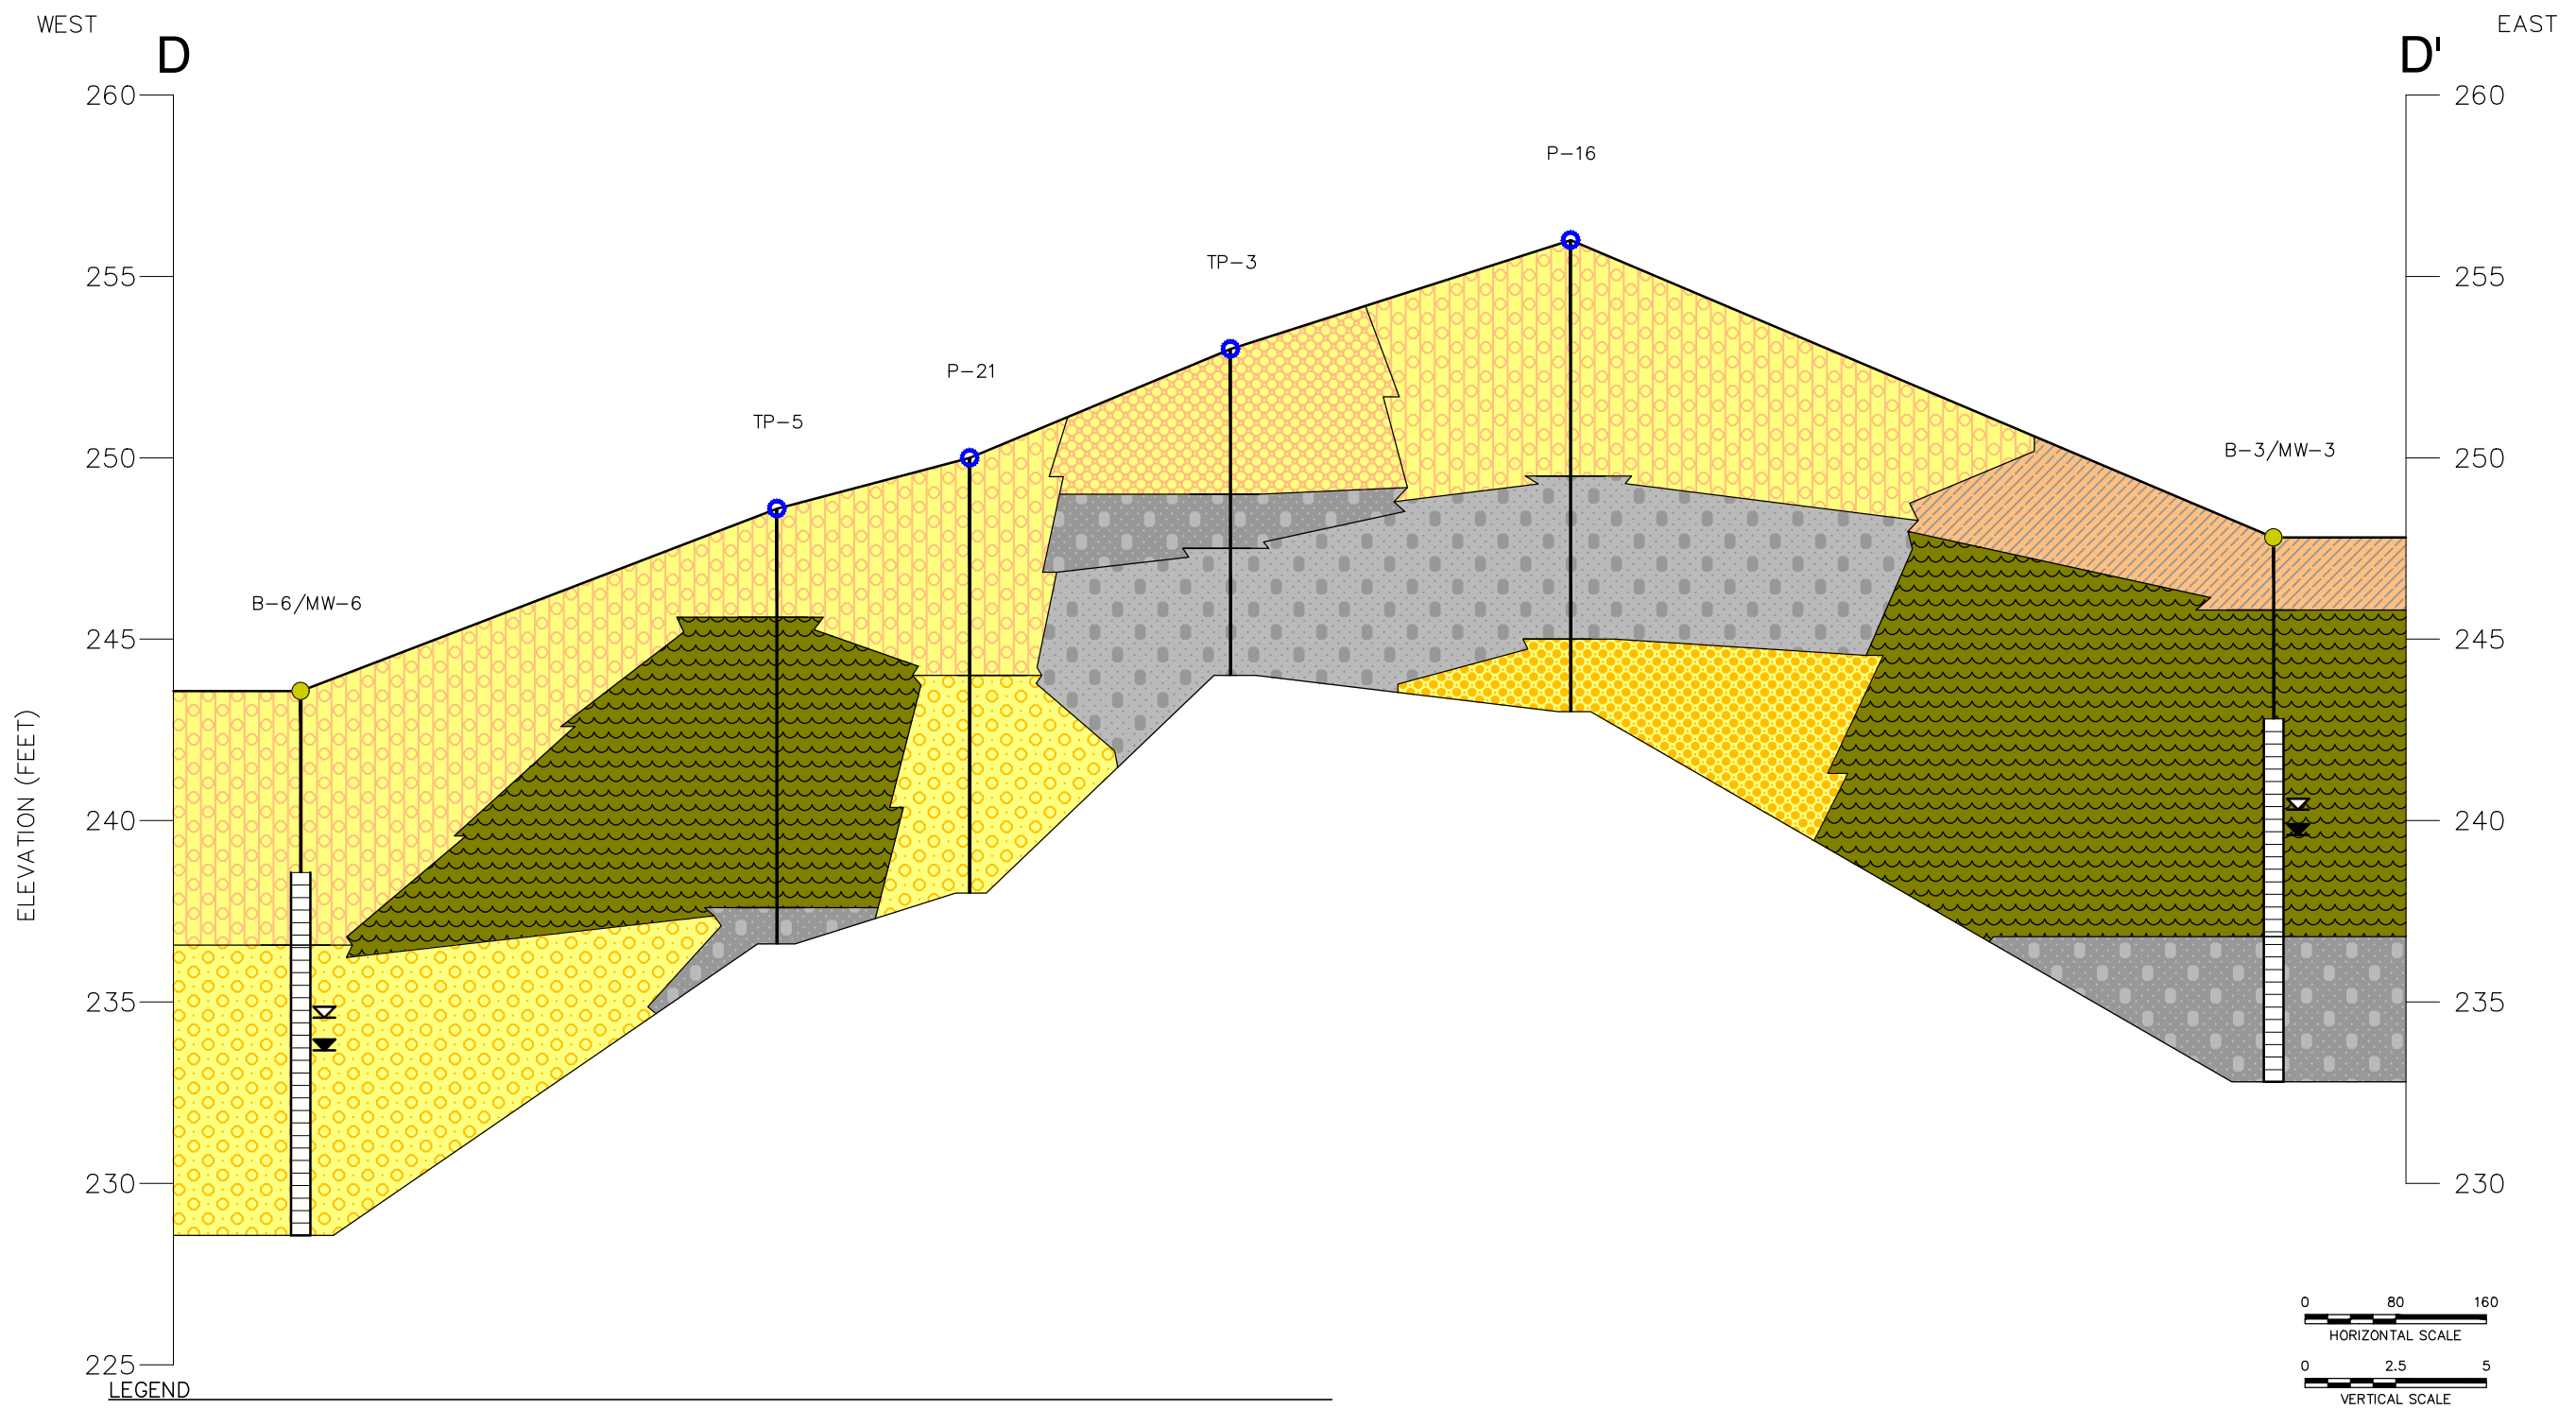 WEST
EAST
D
D'
260
260
P-16
255
TP-3
255
P-21
TP-5
250
B-3/MW-3
250
B-6/MW-6
245
245
ELEVATION (FEET)
240
240
235
235
230
230
0 80 160
HORIZONTAL SCALE
225
0 2.5 5
LEGEND
VERTICAL SCALE